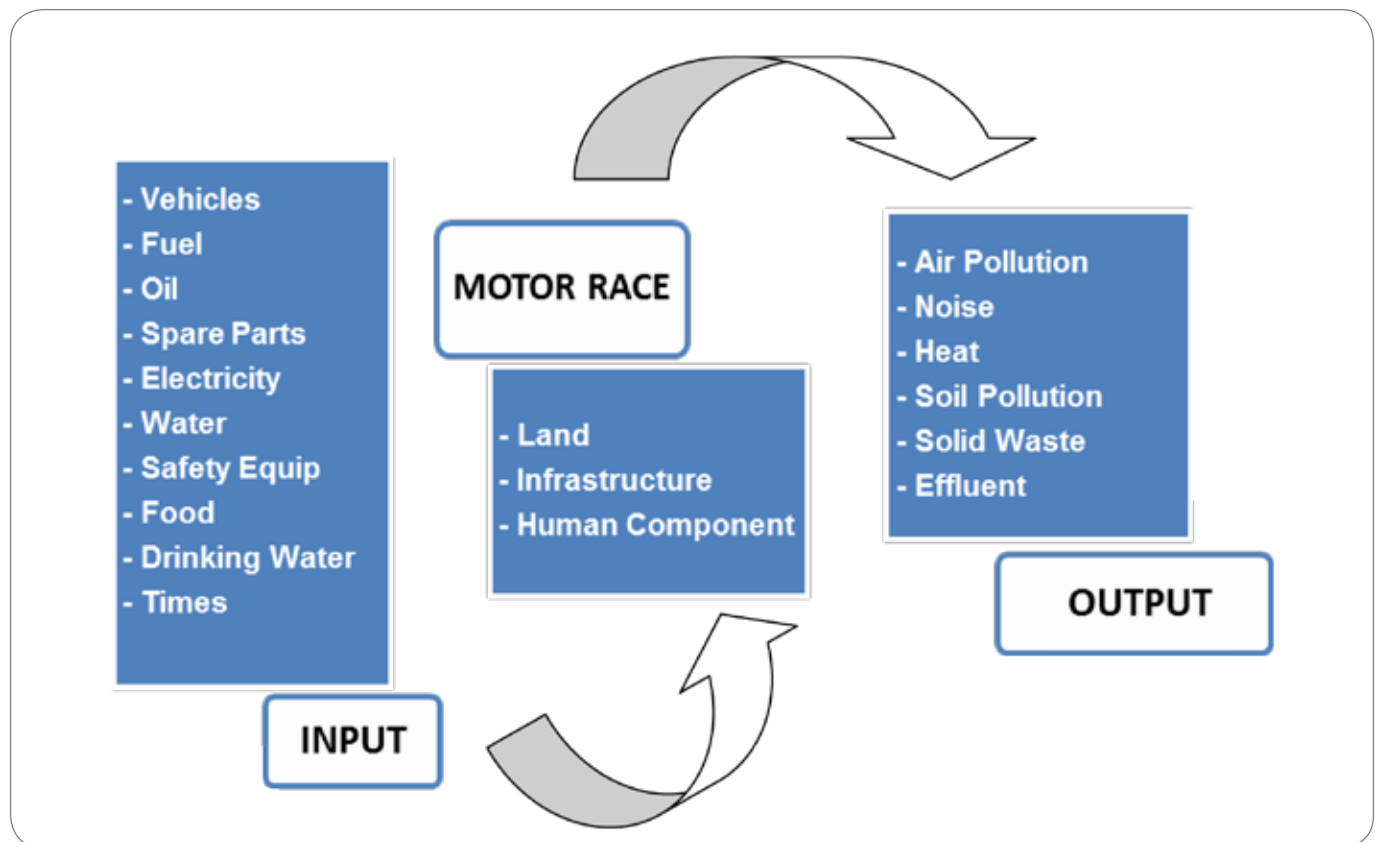 - Vehicles
- Fuel
- Oil
- Spare Parts
- Electricity
- Water
- Safety Equip
- Food
- Drinking Water
- Times
INPUT
MOTOR RACE
- Land
- Infrastructure
- Human Component
- Air Pollution
- Noise
- Heat
- Soil Pollution
- Solid Waste
- Effluent
OUTPUT